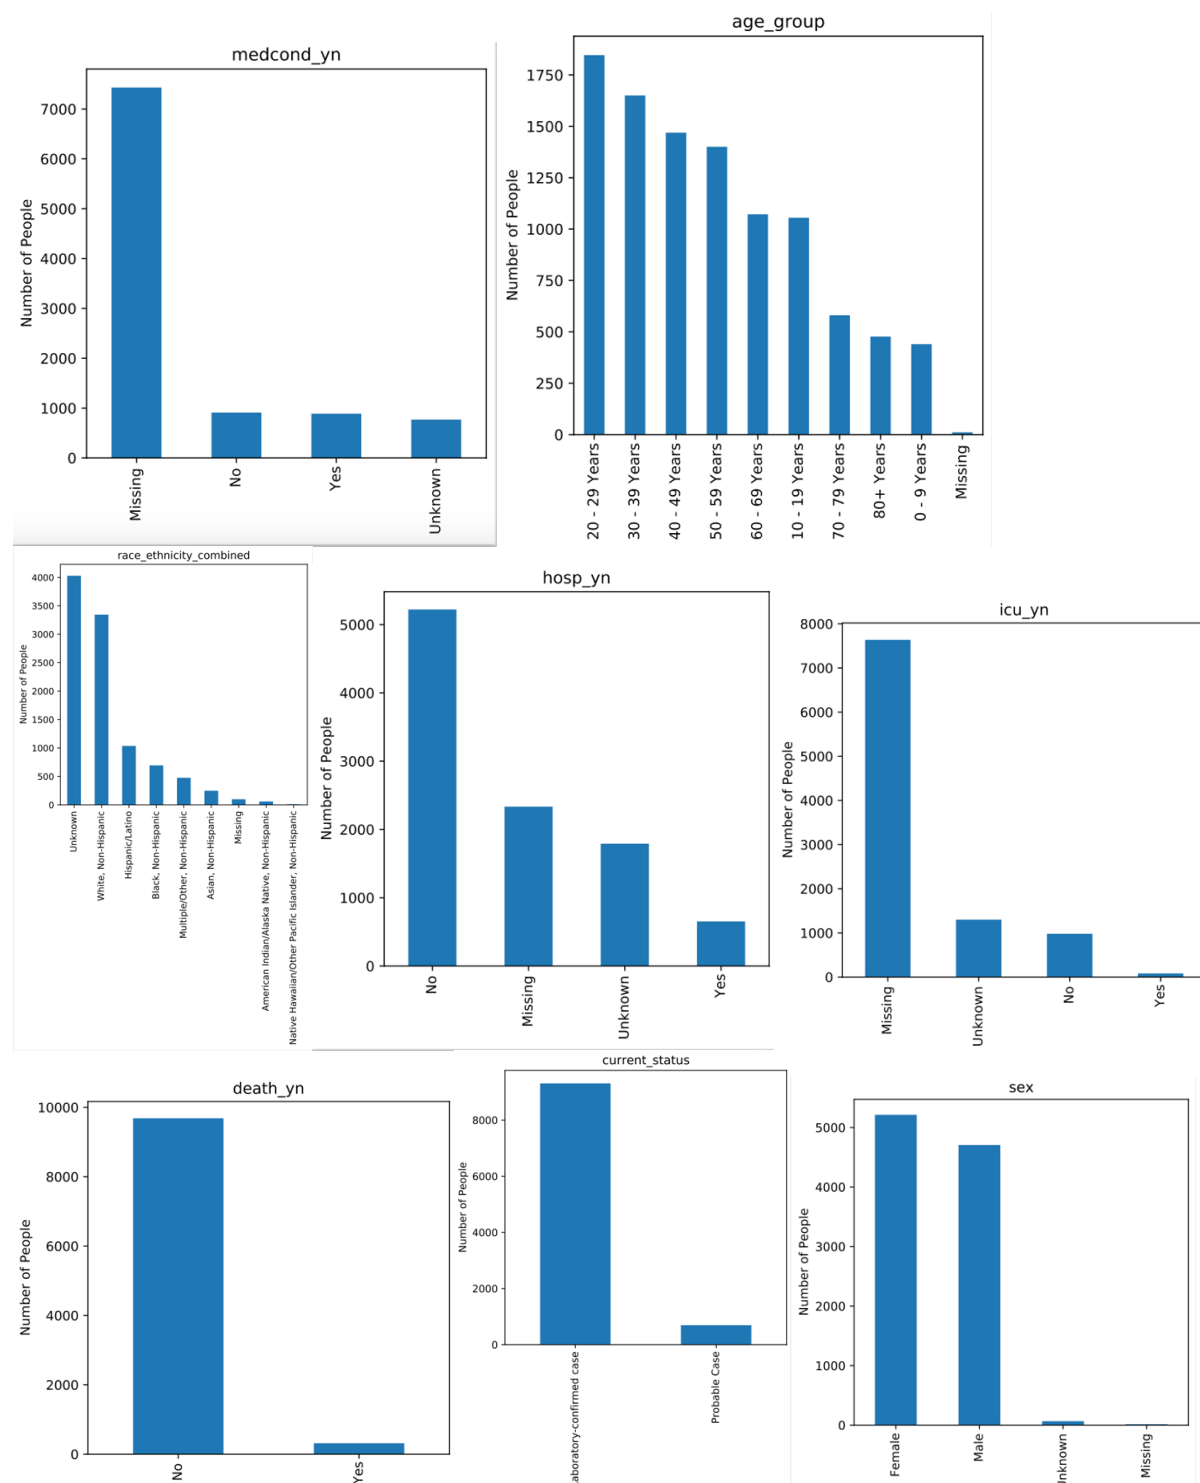 medcond_yn
Number of People
7000
6000
5000
4000
3000
2000
1000
0
Missing
No
Yes
Unknown
age_group
Number of People
1750
1500
1250
1000
750
500
250
0
20 - 29 Years
30 - 39 Years
40 - 49 Years
50 - 59 Years
60 - 69 Years
10 - 19 Years
70 - 79 Years
80+ Years
0 - 9 Years
Missing
race_ethnicity_combined
Number of People
4000
3500
3000
2500
2000
1500
1000
500
0
Unknown
White, Non-Hispanic
Hispanic/Latino
Black, Non-Hispanic
Multiple/Other, Non-Hispanic
Asian, Non-Hispanic
Missing
American Indian/Alaska Native, Non-Hispanic
Native Hawaiian/Other Pacific Islander, Non-Hispanic
hosp_yn
Number of People
5000
4000
3000
2000
1000
0
No
Missing
Unknown
Yes
icu_yn
Number of People
8000
7000
6000
5000
4000
3000
2000
1000
0
Missing
Unknown
No
Yes
death_yn
Number of People
10000
8000
6000
4000
2000
0
No
Yes
current_status
Number of People
8000
6000
4000
2000
0
aboratory-confirmed case
Probable Case
sex
Number of People
5000
4000
3000
2000
1000
0
Female
Male
Jnknown
Missing